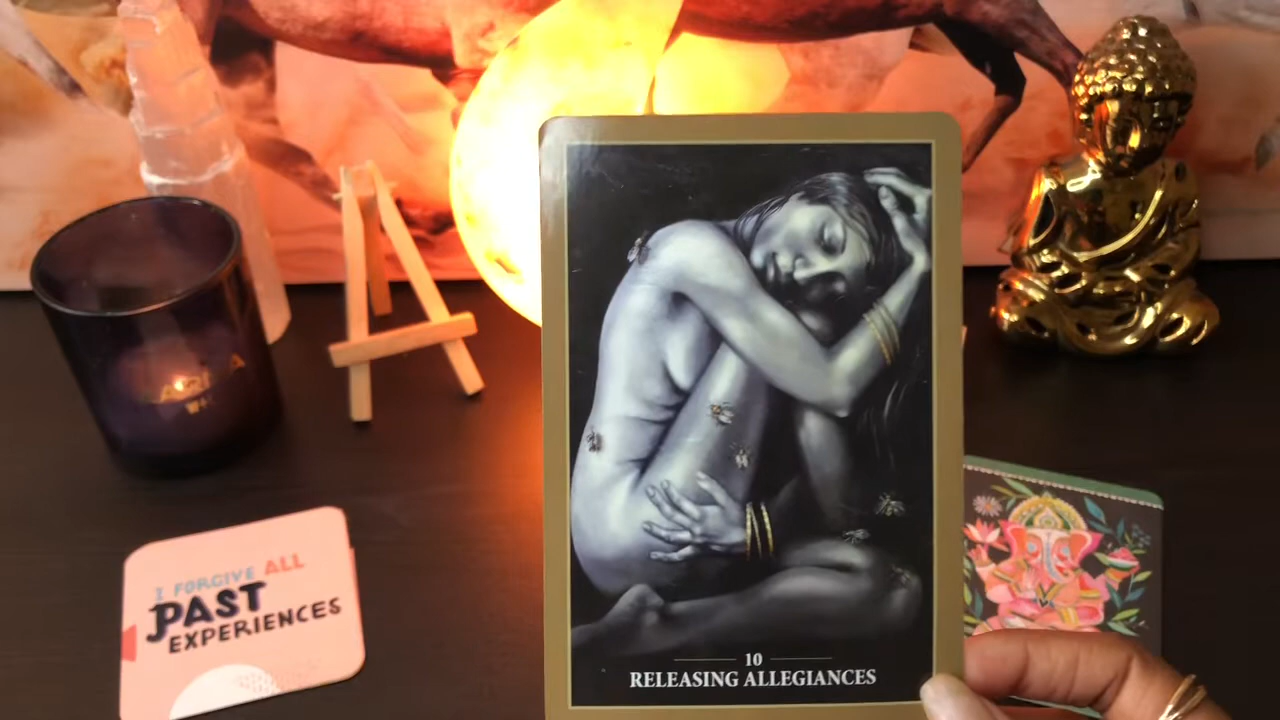 I FORGIVE ALL
PAST
EXPERIENCES
10
RELEASING ALLEGIANCES